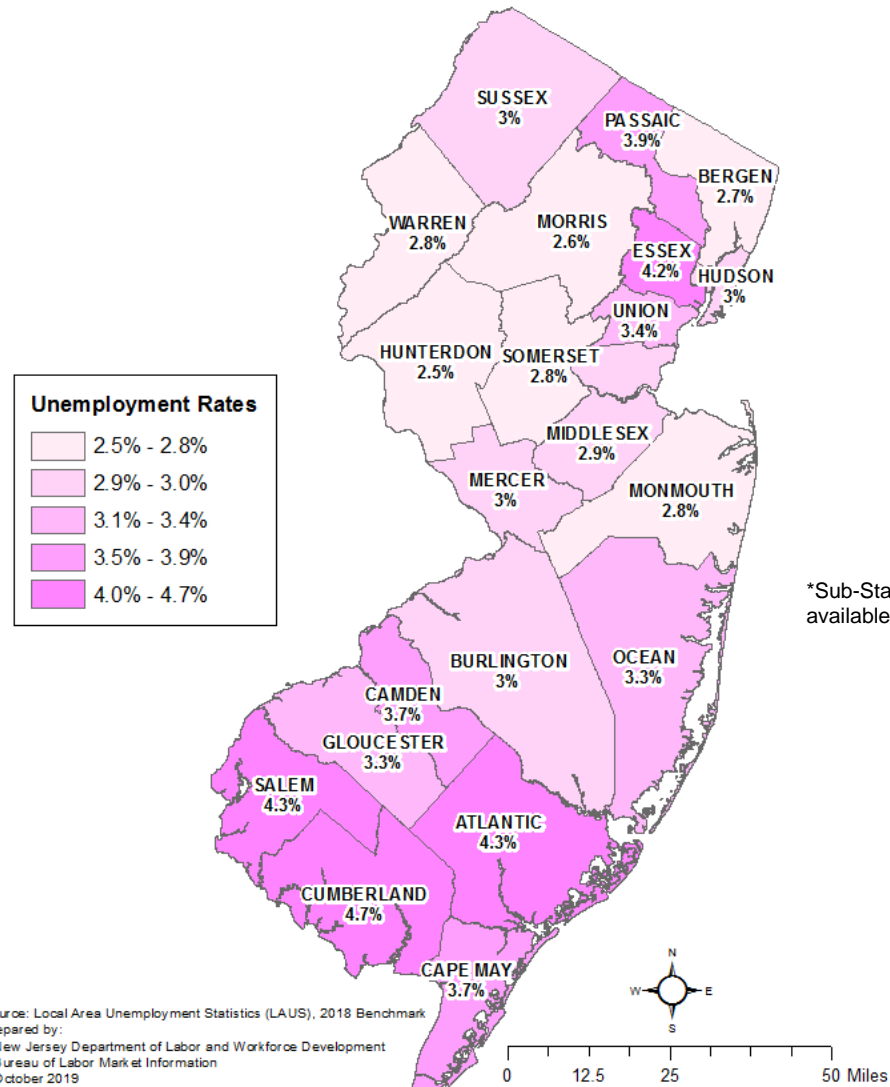 SUSSEX
3%
PASSAIC
3.9%
BERGEN
2.7%
WARREN
2.8%
MORRIS
2.6%
ESSEX
4.2%
HUDSON
3%
UNION
3.4%
HUNTERDON
2.5%
SOMERSET
2.8%
Unemployment Rates
2.5% - 2.8%
2.9% - 3.0%
3.1% - 3.4%
3.5% - 3.9%
4.0% - 4.7%
MIDDLESEX
2.9%
MERCER
3%
MONMOUTH
2.8%
*Sub-Sta
available
BURLINGTON
3%
OCEAN
3.3%
CAMDEN
3.7%
GLOUCESTER
3.3%
SALEM
4.3%
ATLANTIC
4.3%
CUMBERLAND
4.7%
CAPE MAY
3.7%
N
W E
S
urce: Local Area Unemployment Statistics (LAUS), 2018 Benchmark
epared by:
New Jersey Department of Labor and Workforce Development
Bureau of Labor Market Information
October 2019
0 12.5 25 50 Miles